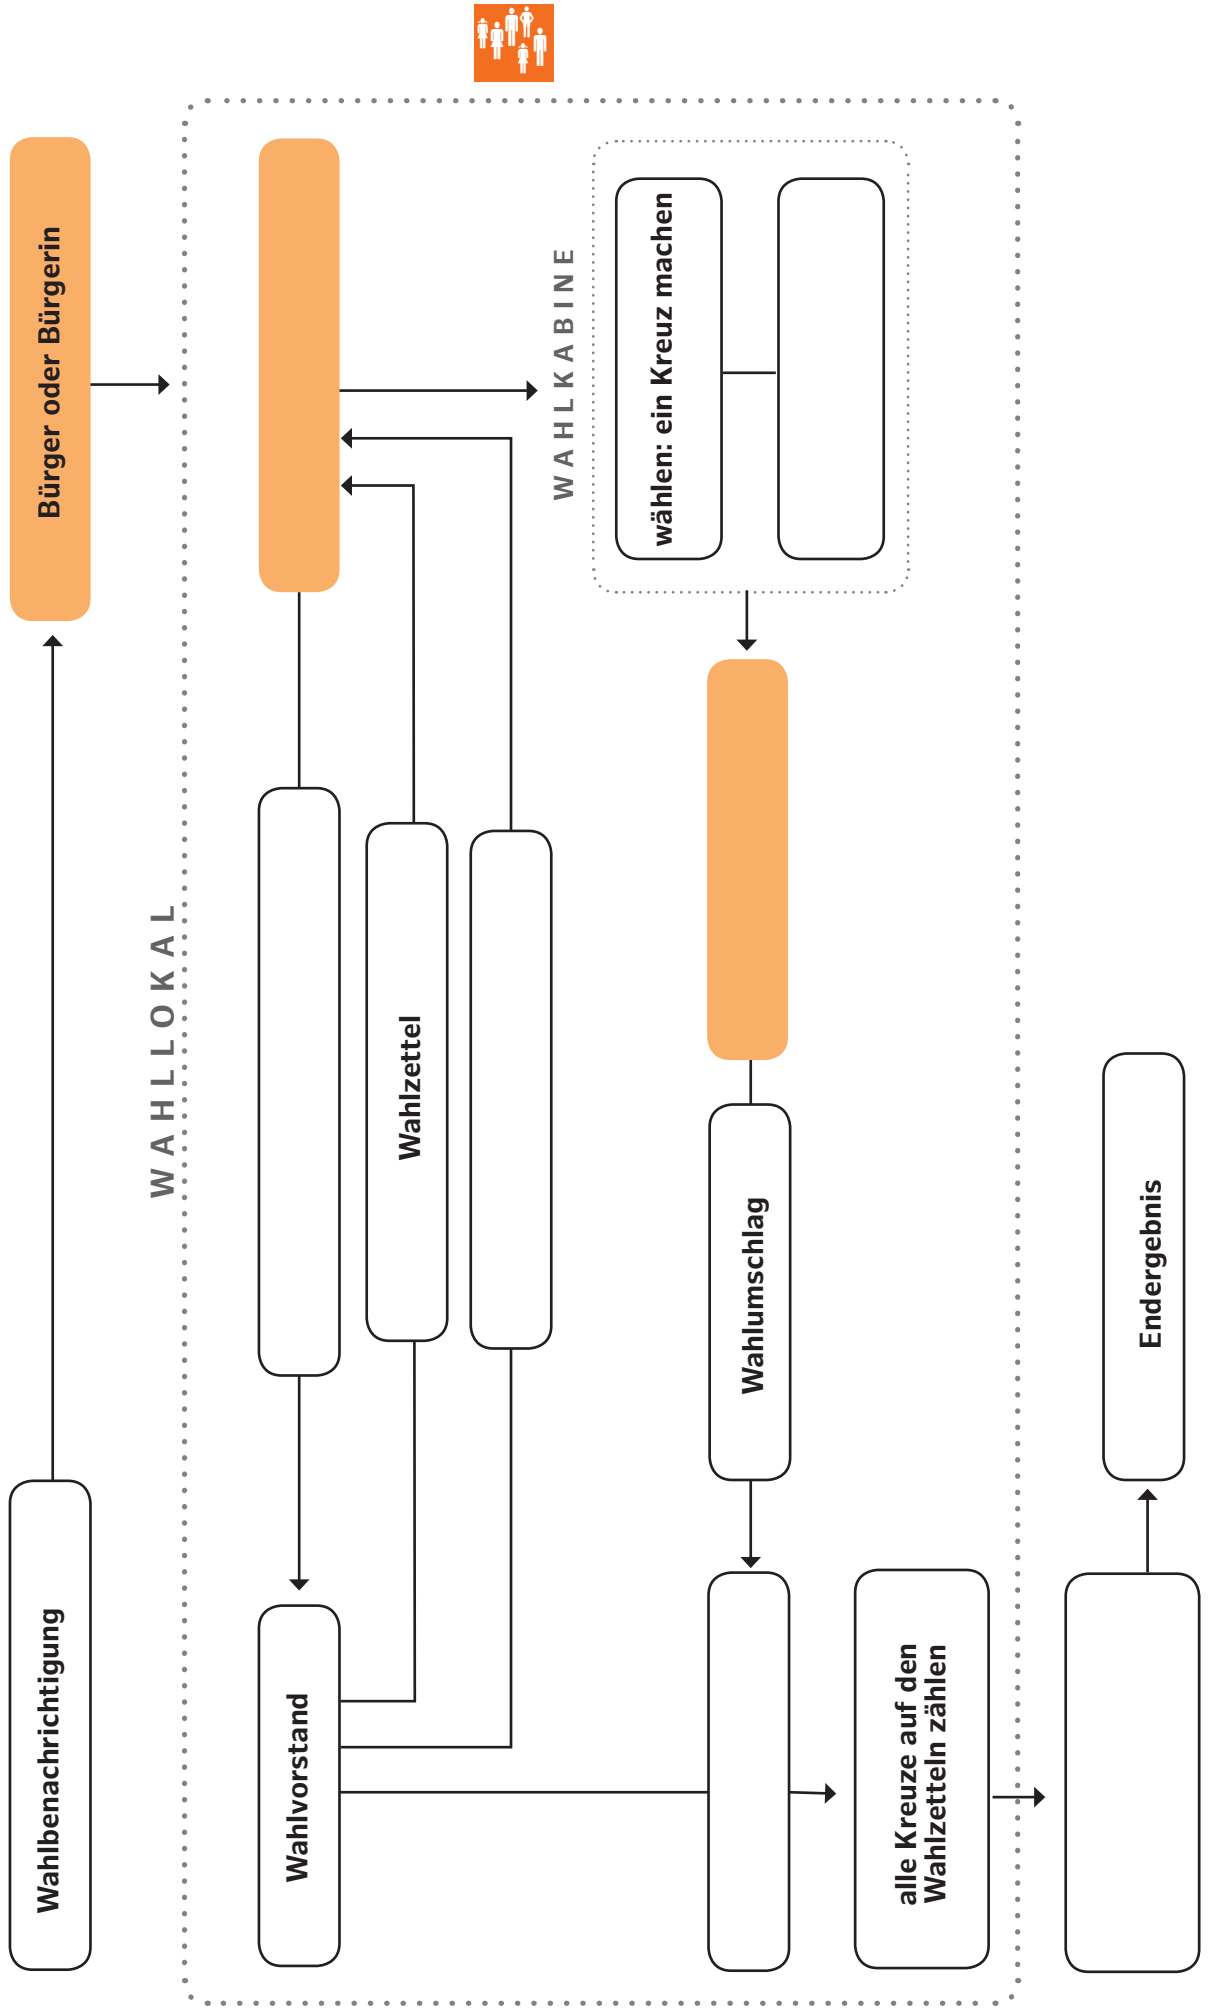 Wahlbenachrichtigung
Bürger oder Bürgerin
WAHLLOKAL
Wahlvorstand
Wahlzettel
WAHLKABINE
wählen: ein Kreuz machen
Wahlumschlag
alle Kreuze auf den
Wahlzetteln zählen
Endergebnis